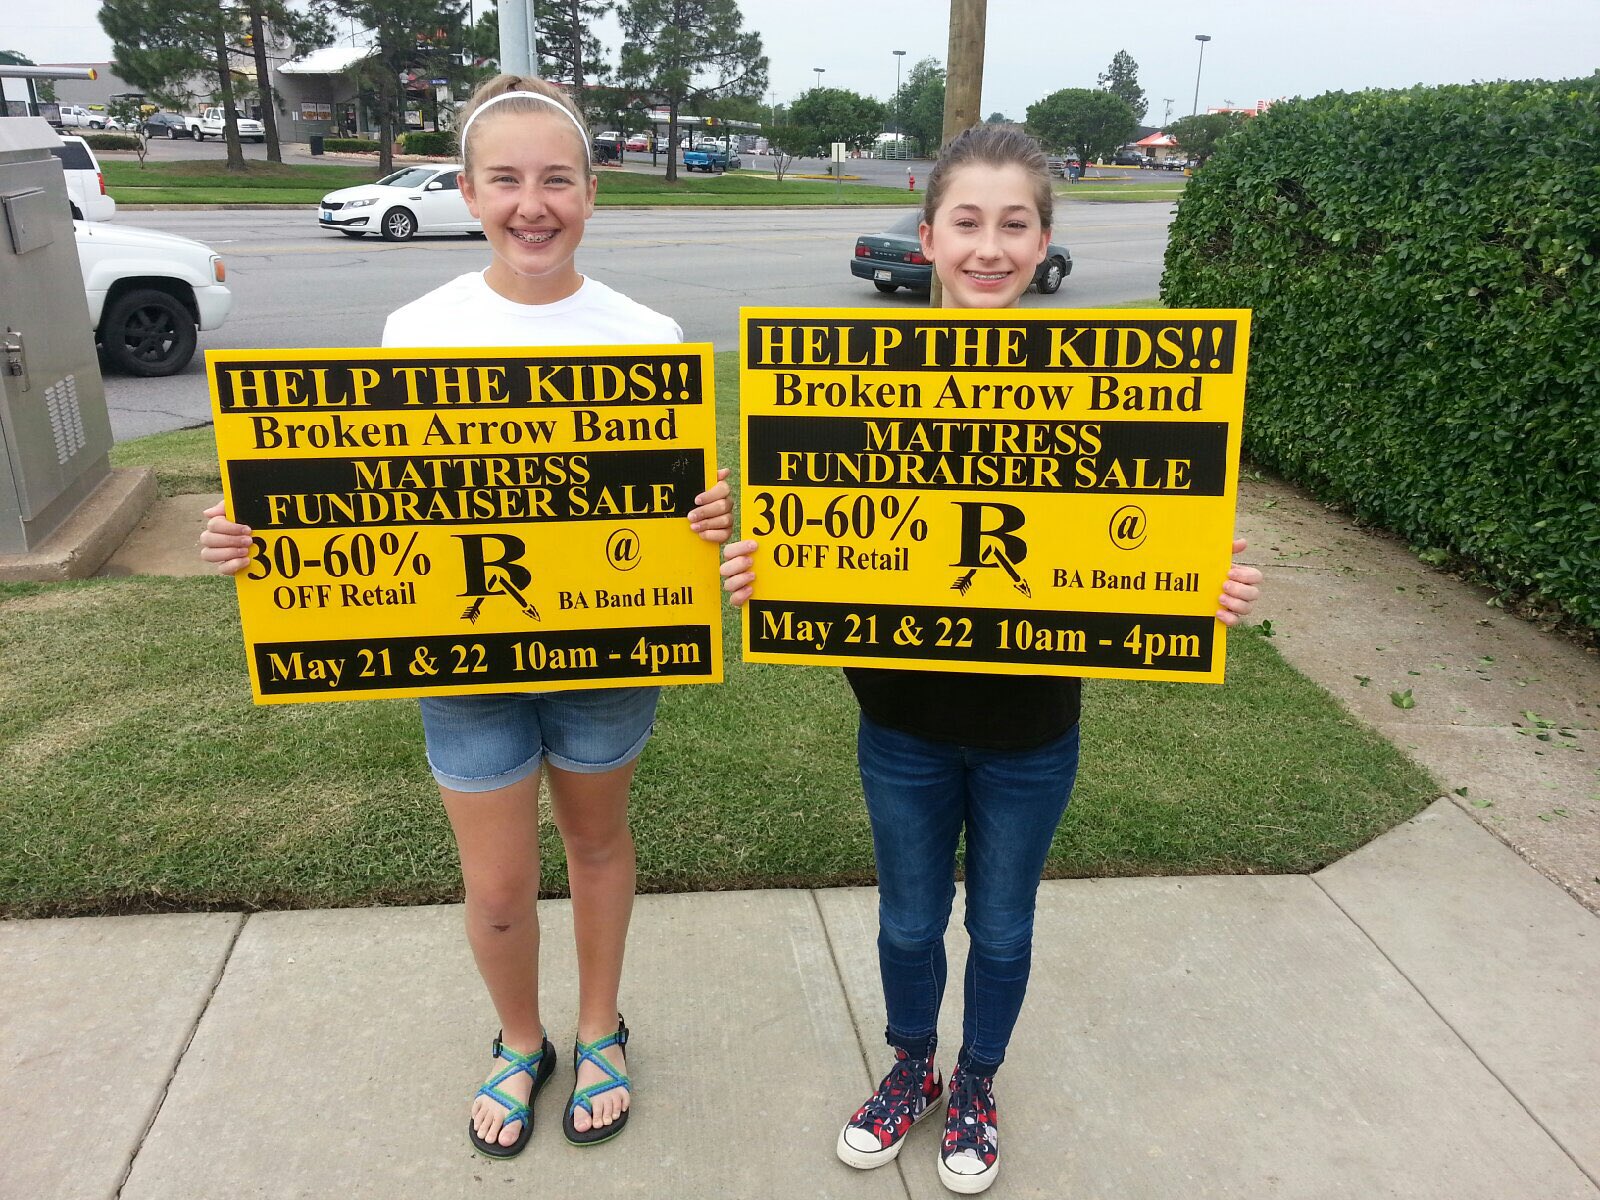 HELP THE KIDS!!
Broken Arrow Band
MATTRESS
FUNDRAISER SALE
30-60%
OFF Retail
BA
@
BA Band Hall
May 21 & 22 10am - 4pm
HELP THE KIDS!!
Broken Arrow Band
MATTRESS
FUNDRAISER SALE
30-60%
OFF Retail
BA
@
BA Band Hall
May 21 & 22 10am - 4pm